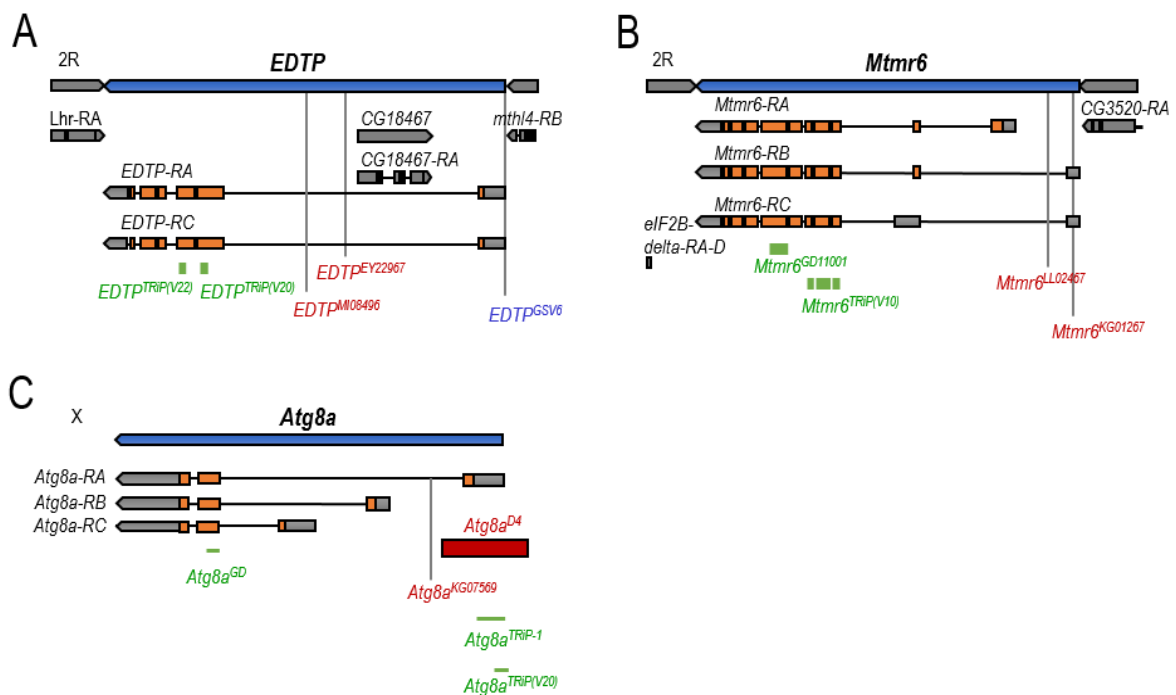 A
2R
EDTP
Lhr-RA
CG18467
mthl4-RB
CG18467-RA
EDTP-RA
EDTP-RC
EDTP^TRiP(V22)
EDTP^TRiP(V20)
EDTP^EY22967
EDTP^MI08496
EDTP^GSV6
B
2R
Mtmr6
Mtmr6-RA
CG3520-RA
Mtmr6-RB
Mtmr6-RC
eIF2B-
delta-RA-D
Mtmr6^GD11001
Mtmr6^TRiP(V10)
Mtmr6^LL02467
Mtmr6^KG01267
C
X
Atg8a
Atg8a-RA
Atg8a-RB
Atg8a-RC
Atg8a^D4
Atg8a^GD
Atg8a^KG07569
Atg8a^TRiP-1
Atg8a^TRiP(V20)